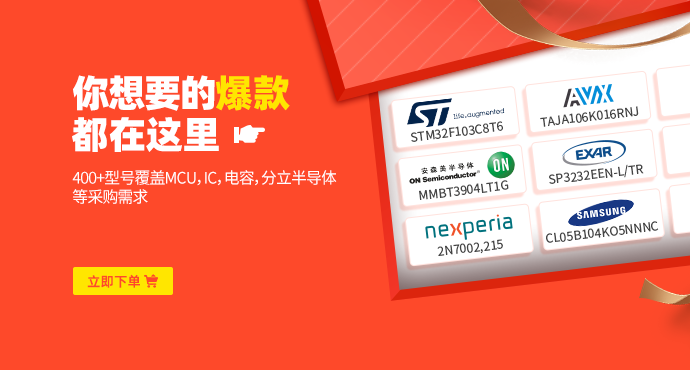 你想要的爆款
都在这里
400+型号覆盖MCU, IC, 电容, 分立半导体
等采购需求
立即下单
ST life.augmented
STM32F103C8T6
AVX
TAJA106K016RNJ
安森美半导体
ON Semiconductor
ON
MMBT3904LT1G
EXAR
SP3232EEN-L/TR
nexperia
2N7002,215
SAMSUNG
CL05B104KO5NNNC